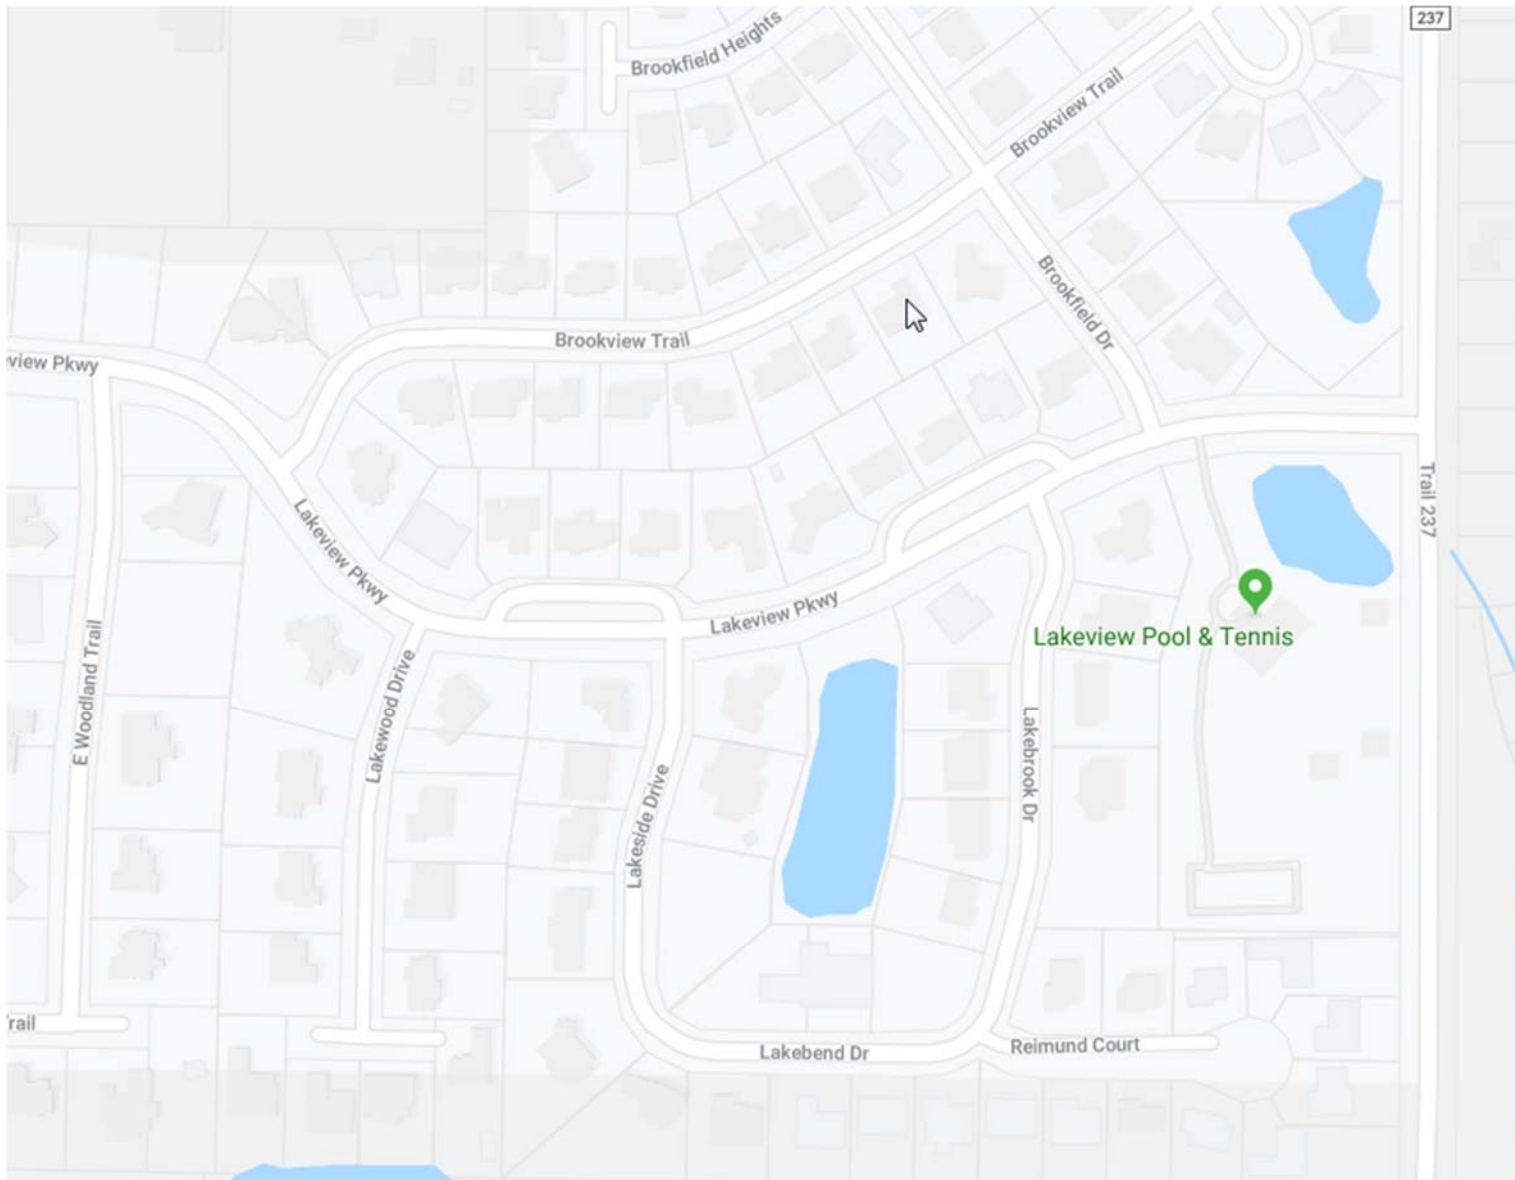 237
Brookfield Heights
Brookview Trail
Brookfield Dr
Brookview Trail
view Pkwy
Trail 237
Lakeview Pkwy
Lakeview Pkwy
Lakeview Pool & Tennis
E Woodland Trail
Lakewood Drive
Lakebrook Dr
Lakeside Drive
rail
Lakebend Dr
Reimund Court